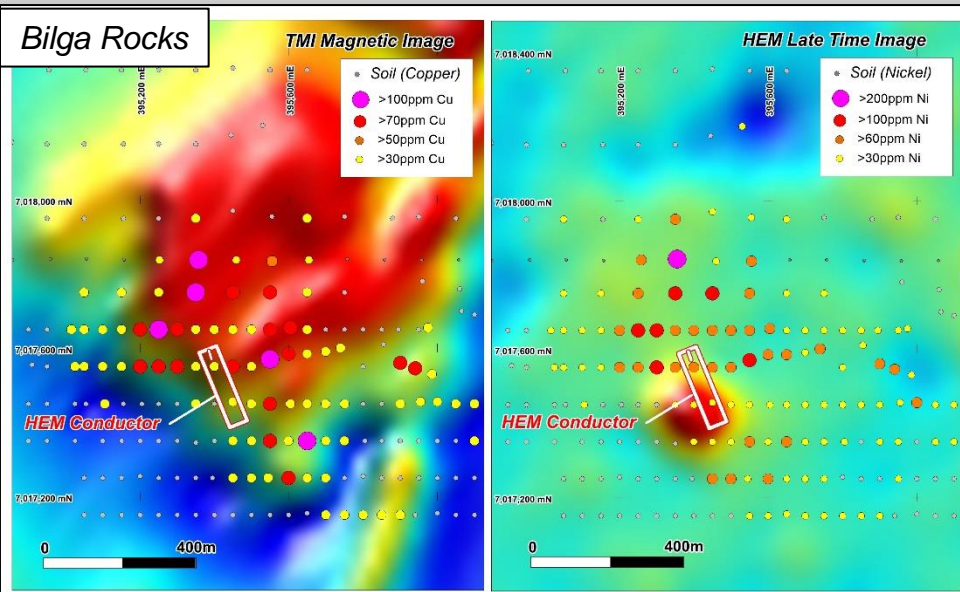 Bilga Rocks
TMI Magnetic Image
Soil (Copper)
>100ppm Cu
>70ppm Cu
>50ppm Cu
>30ppm Cu
395,200 mE
395,600 mE
7,018,000 mN
7,017,600 mN
HEM Conductor
7,017,200 mN
0
400m
HEM Late Time Image
7,018,400 mN
Soil (Nickel)
>200ppm Ni
>100ppm Ni
>60ppm Ni
>30ppm Ni
395,200 mE
395,600 mE
7,018,000 mN
7,017,600 mN
HEM Conductor
7,017,200 mN
0
400m